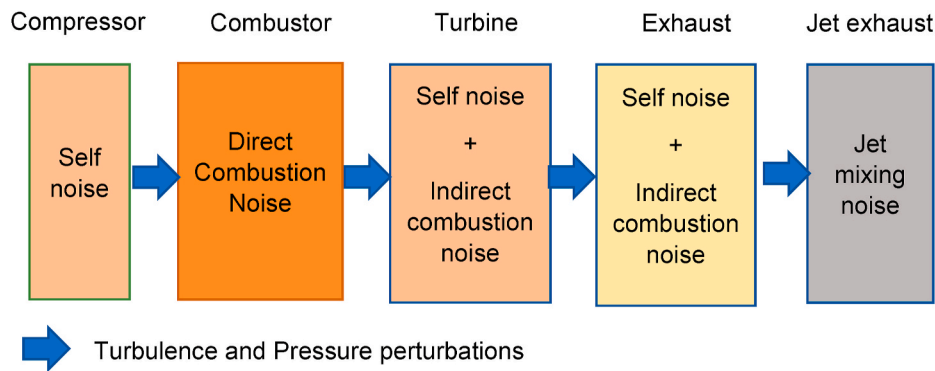 Compressor
Combustor
Turbine
Exhaust
Jet exhaust
Self
noise
Direct
Combustion
Noise
Self noise
+
Indirect
combustion
noise
Self noise
+
Indirect
combustion
noise
Jet
mixing
noise
Turbulence and Pressure perturbations